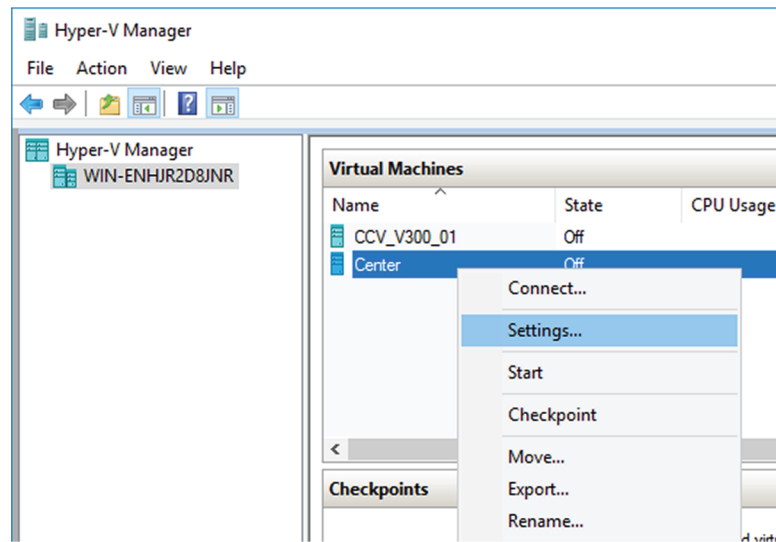 Hyper-V Manager
File Action View Help
Hyper-V Manager
WIN-ENHJR2D8JNR
Virtual Machines
Name State CPU Usage
CCV_V300_01 Off
Center Off
Connect...
Settings...
Start
Checkpoint
Move...
Export...
Rename...
Checkpoints